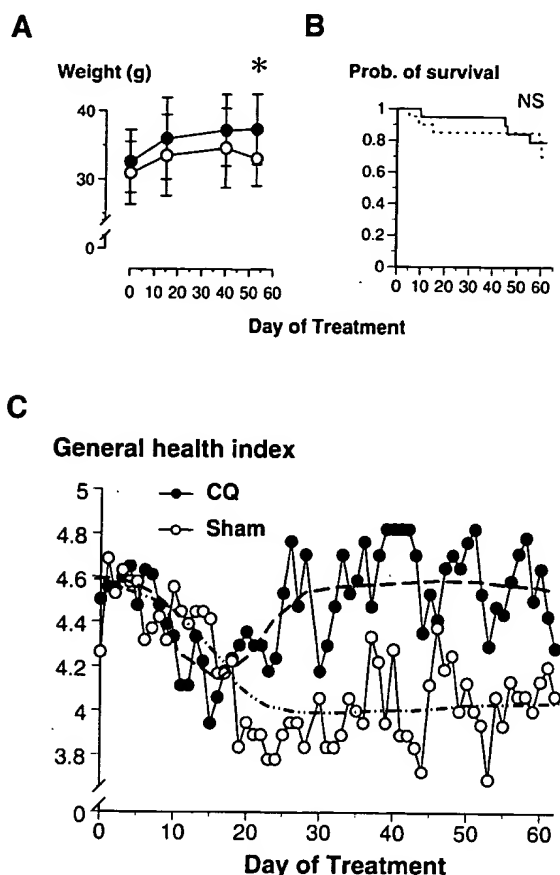 A
B
Weight (g)
*
Prob. of survival
NS
40
30
0
0 10 20 30 40 50 60
1
0.8
0.6
0.4
0.2
0
0 10 20 30 40 50 60
Day of Treatment
C
General health index
CQ
Sham
5
4.8
4.6
4.4
4.2
4
3.8
0
0 10 20 30 40 50 60
Day of Treatment